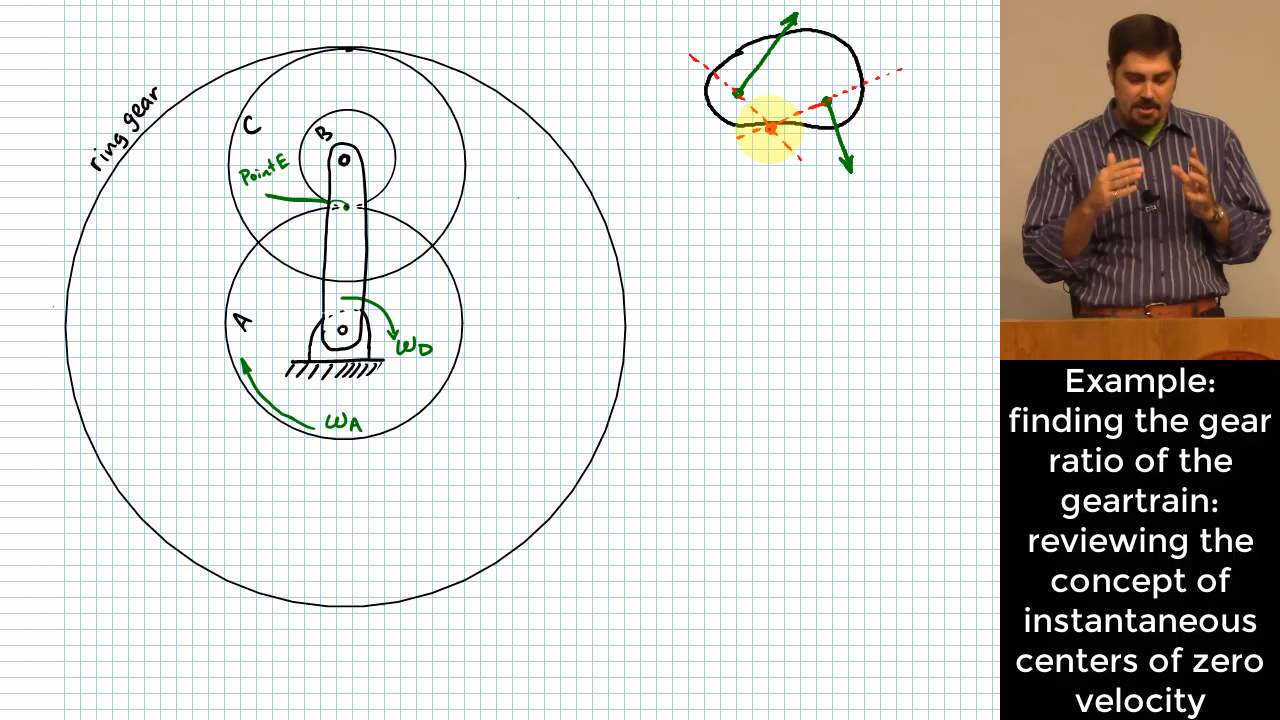 ring gear
C
B
Point E
A
ωD
ωA
Example:
finding the gear
ratio of the
geartrain:
reviewing the
concept of
instantaneous
centers of zero
velocity